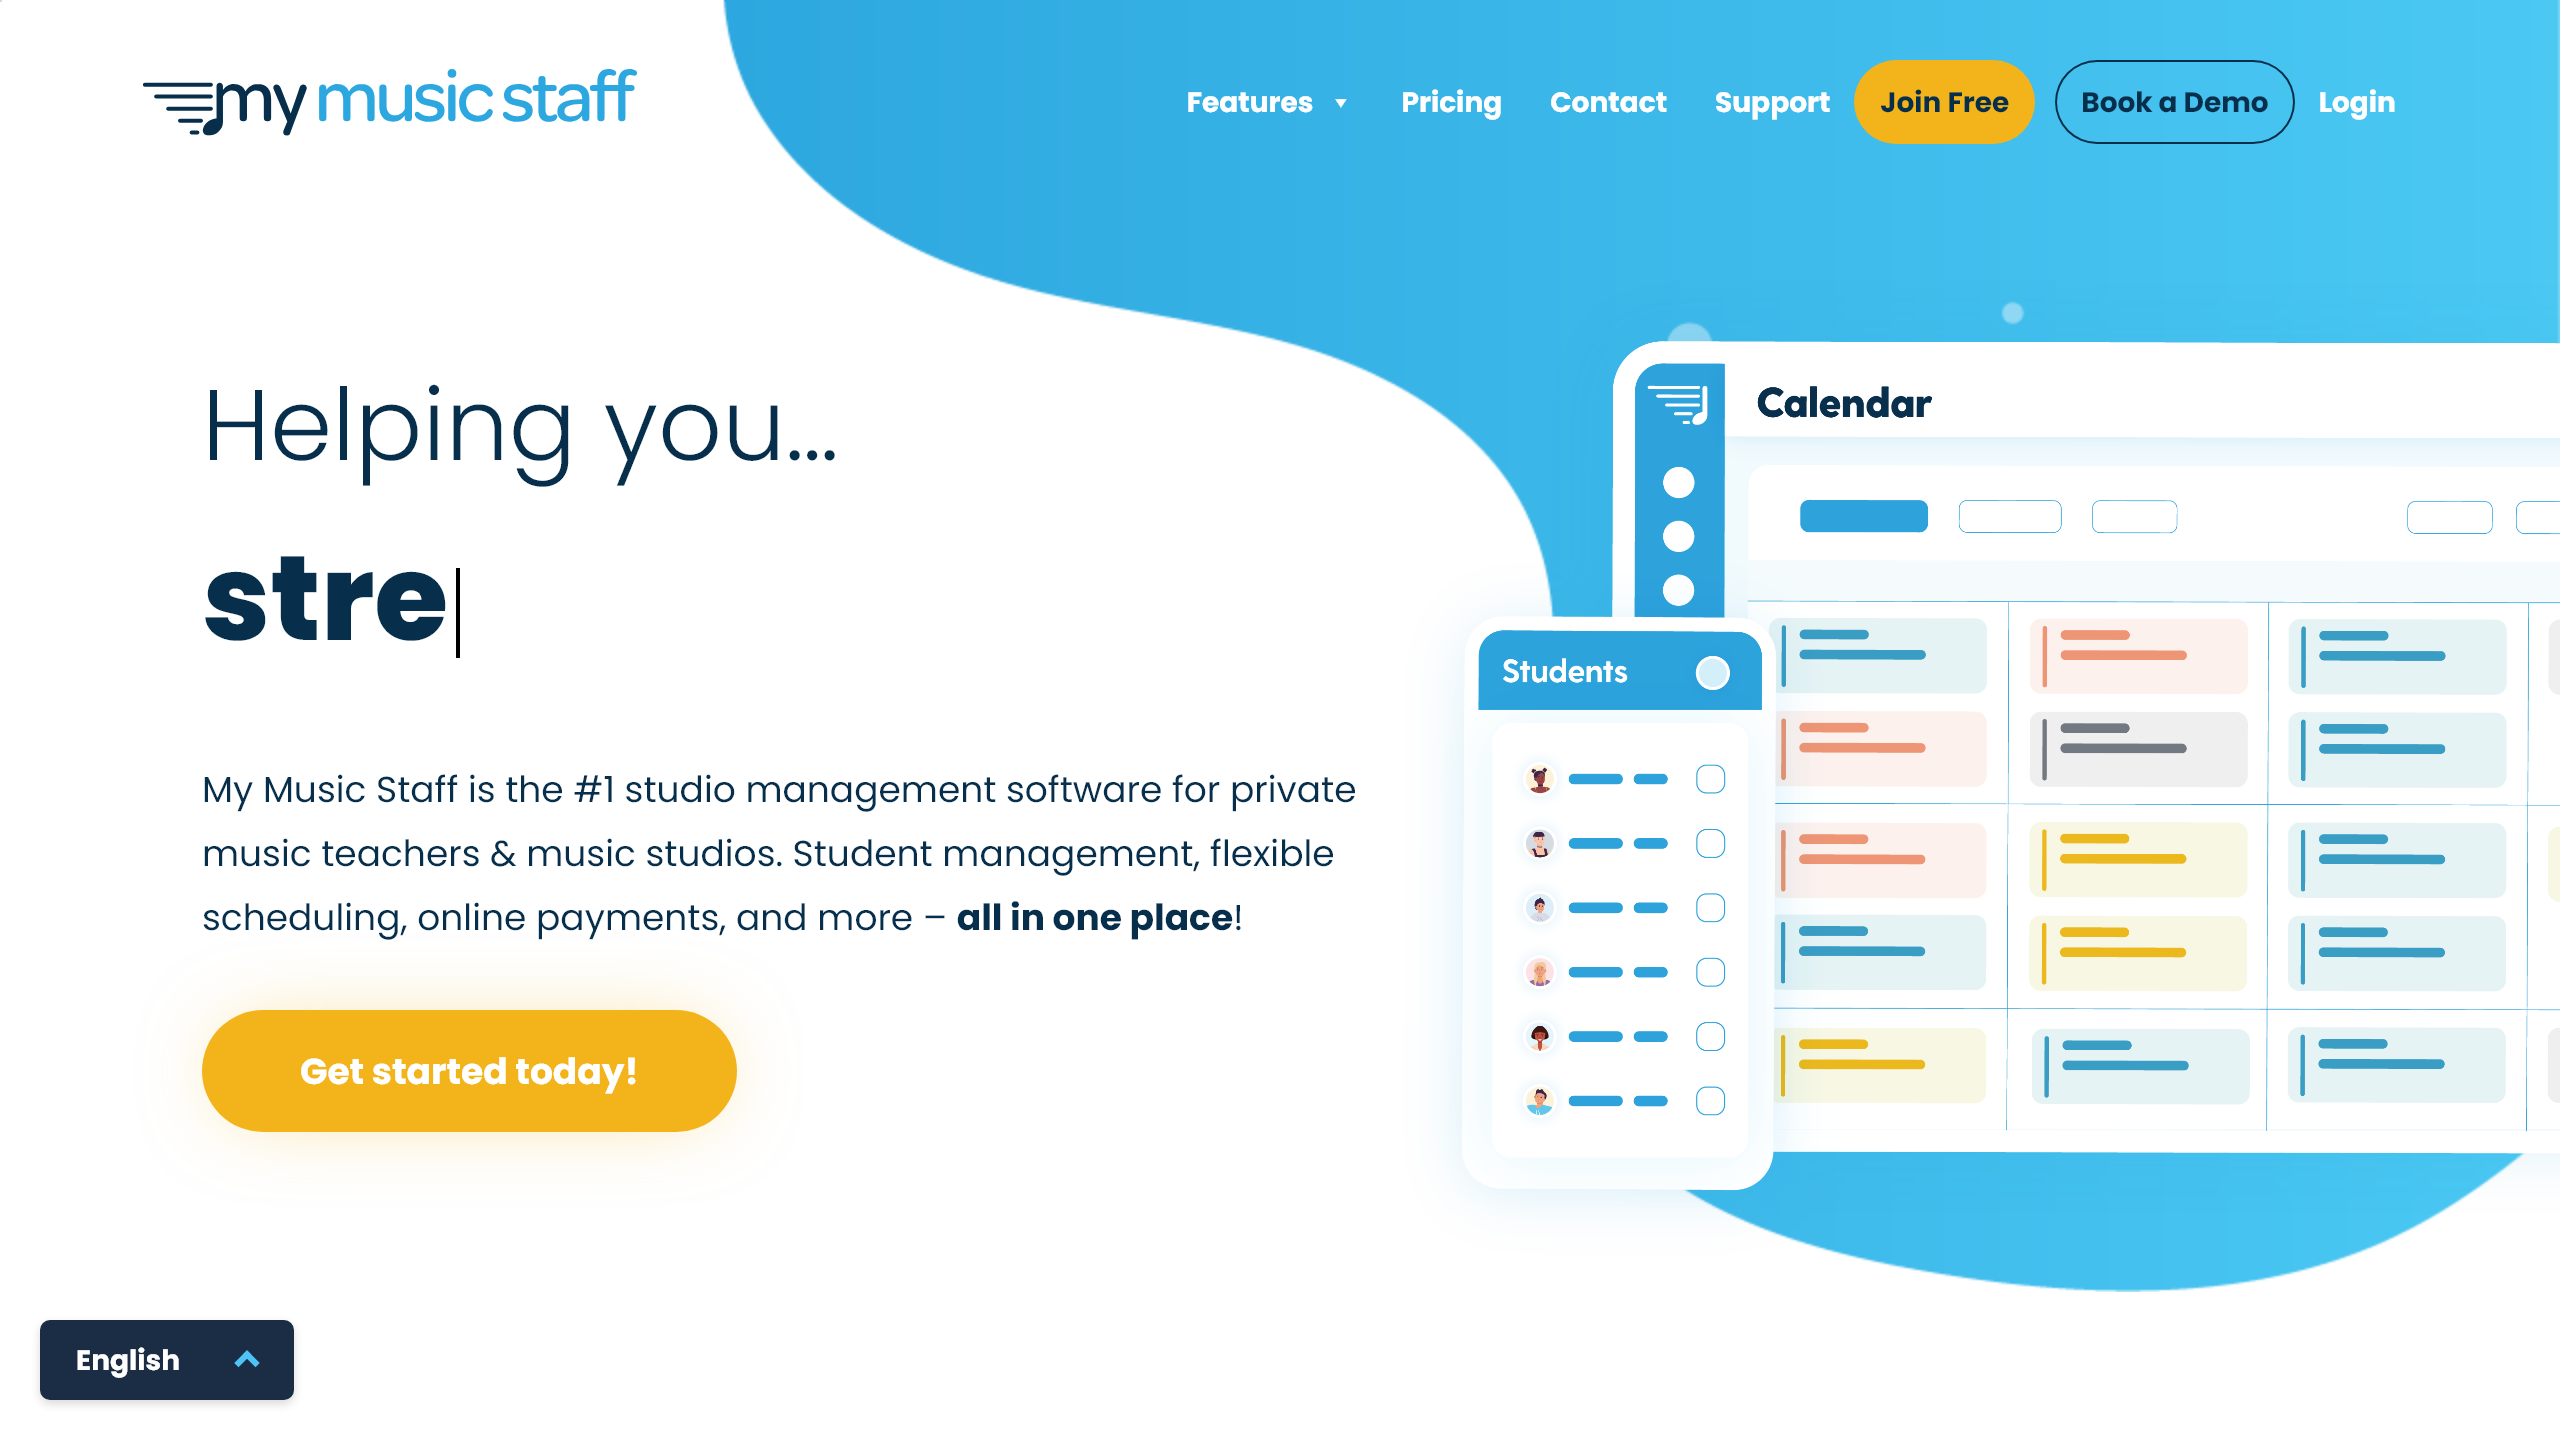 my music staff
Features Pricing Contact Support Join Free Book a Demo Login
Helping you...
stre
My Music Staff is the #1 studio management software for private
music teachers & music studios. Student management, flexible
scheduling, online payments, and more – all in one place!
Get started today!
Calendar
Students
English